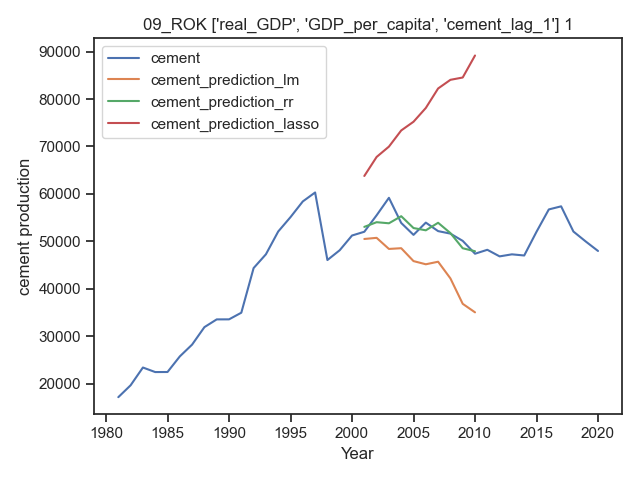 09_ROK ['real_GDP', 'GDP_per_capita', 'cement_lag_1'] 1
cement
cement_prediction_lm
cement_prediction_rr
cement_prediction_lasso
90000
80000
70000
60000
50000
40000
30000
20000
cement production
1980 1985 1990 1995 2000 2005 2010 2015 2020
Year